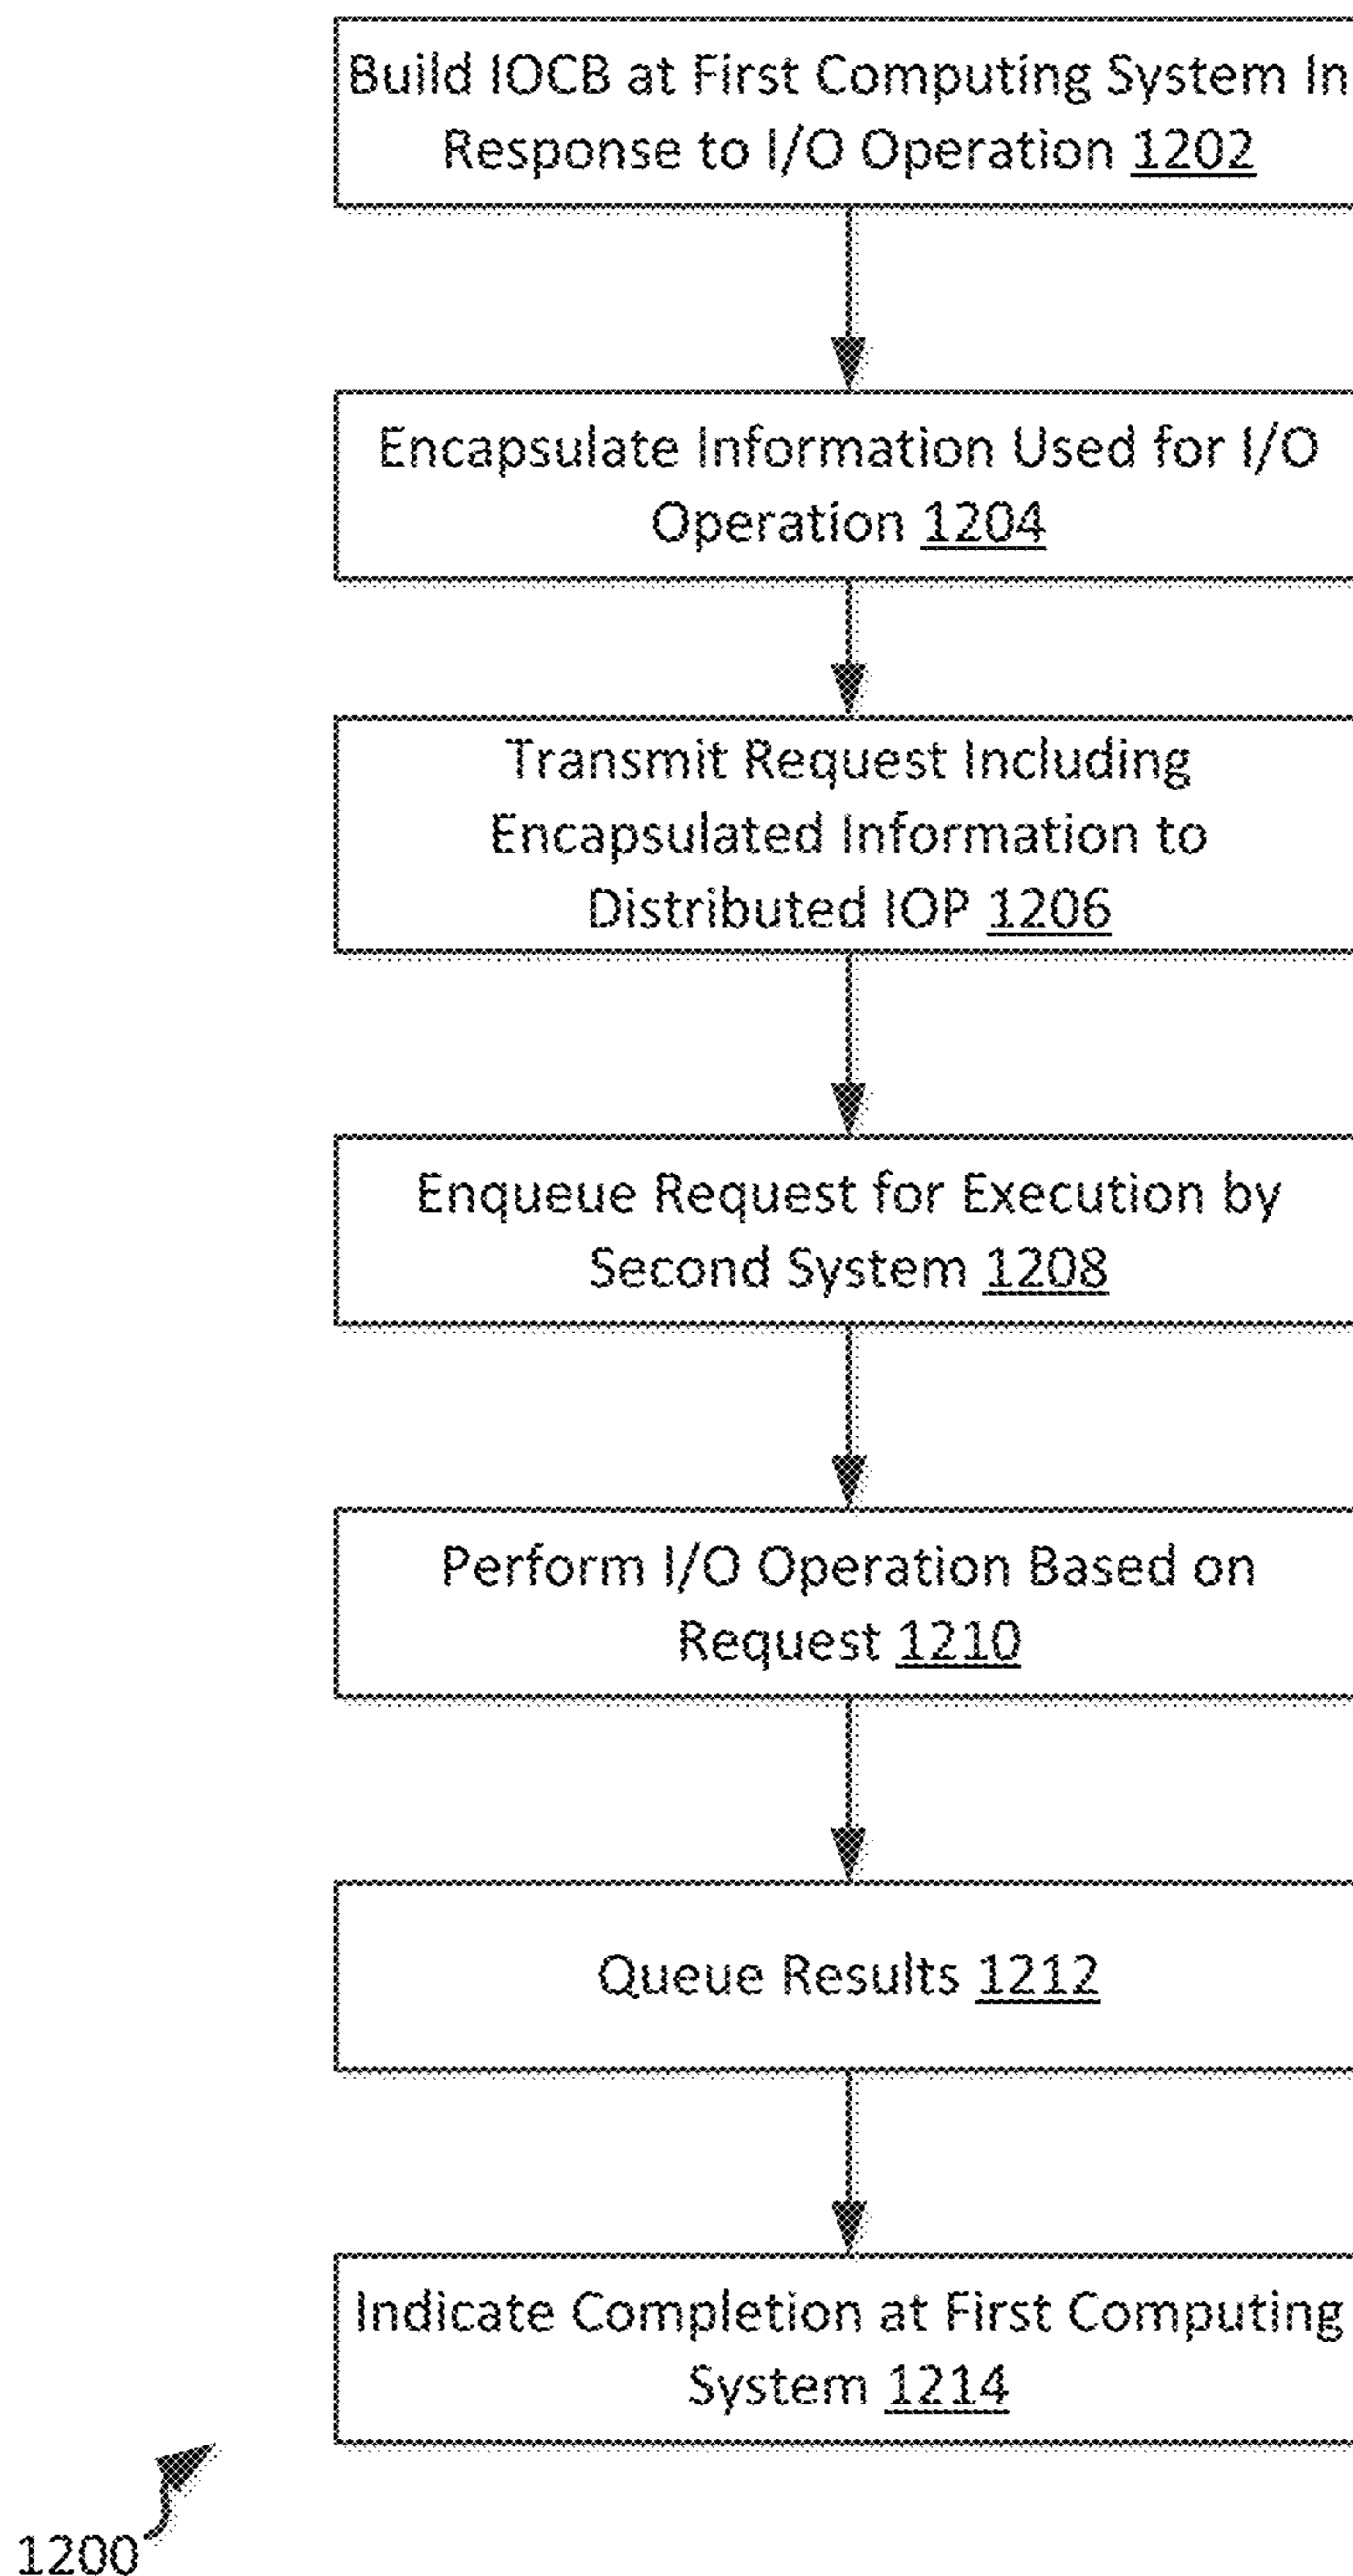 Build IOCB at First Computing System In
Response to I/O Operation 1202
Encapsulate Information Used for I/O
Operation 1204
Transmit Request Including
Encapsulated Information to
Distributed IOP 1206
Enqueue Request for Execution by
Second System 1208
Perform I/O Operation Based on
Request 1210
Queue Results 1212
Indicate Completion at First Computing
System 1214
1200